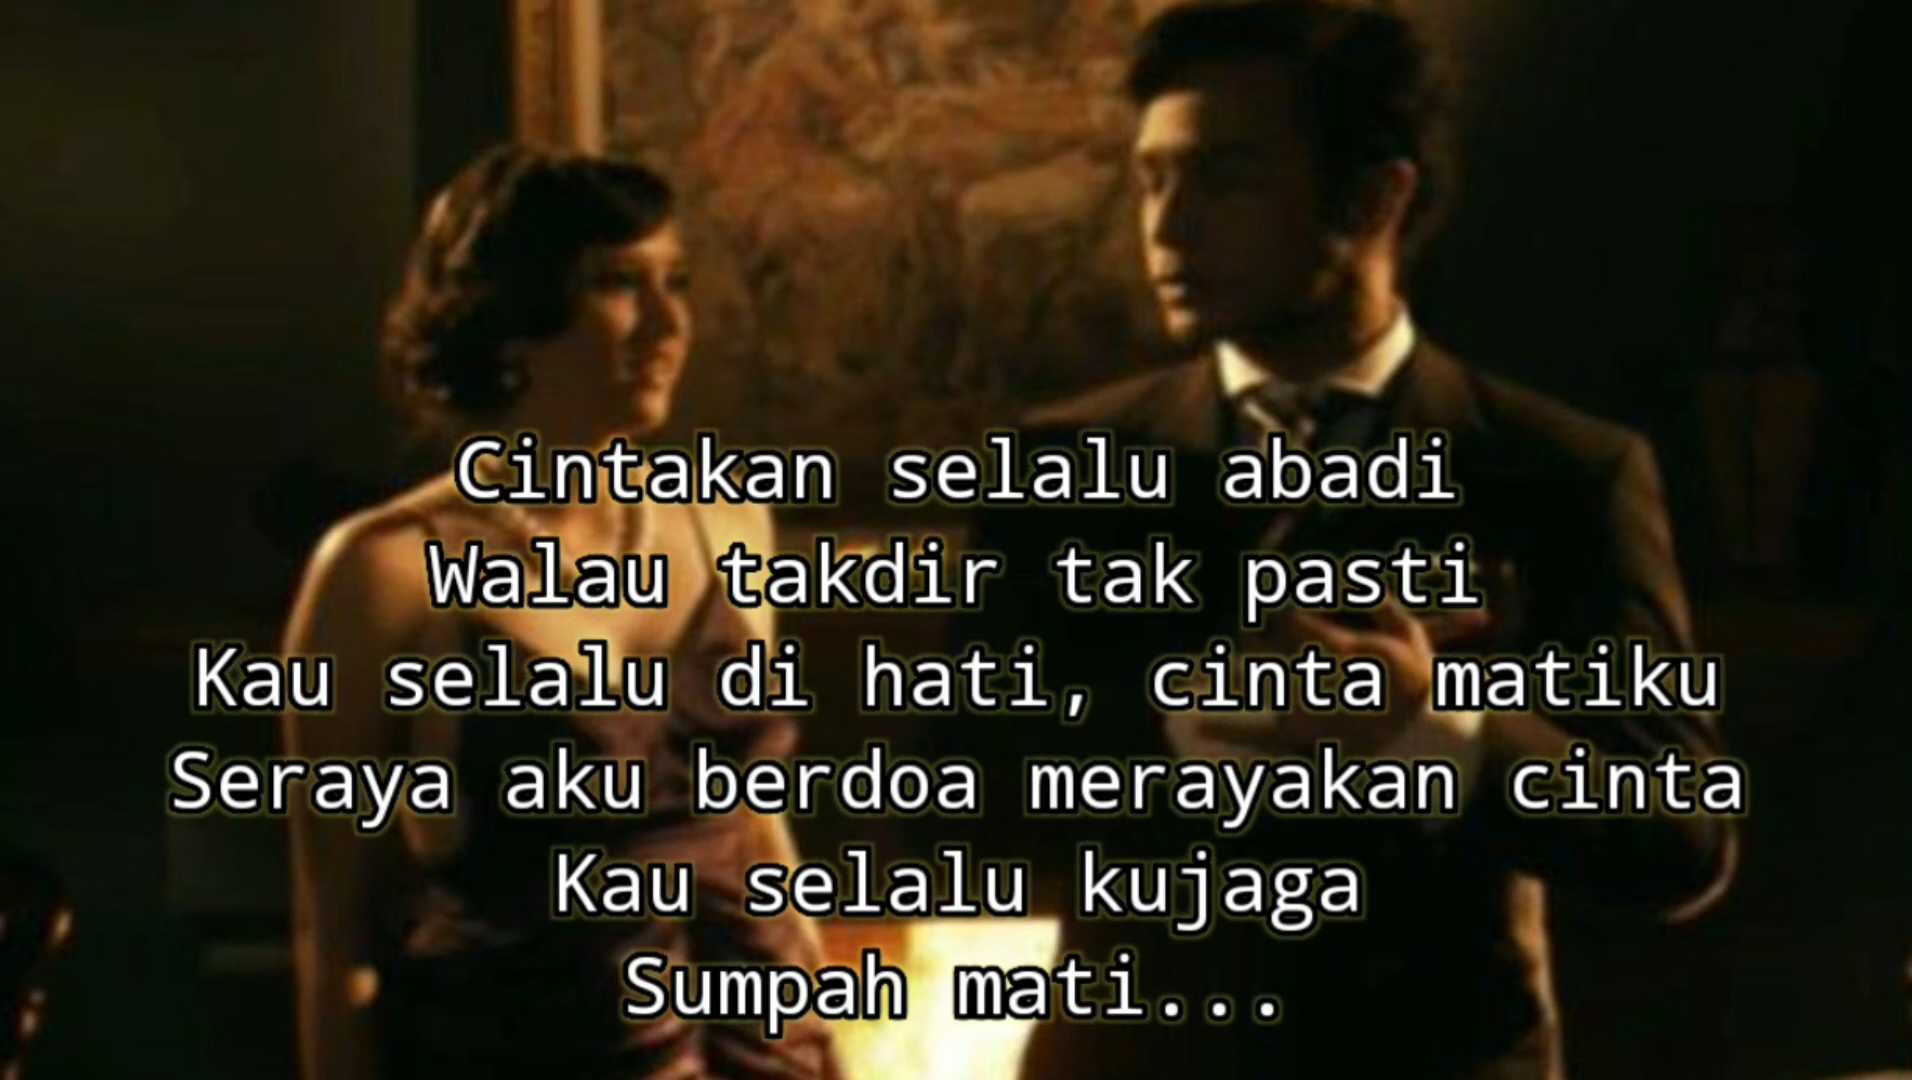 Cintakan selalu abadi
Walau takdir tak pasti
Kau selalu di hati, cinta matiku
Seraya aku berdoa merayakan cinta
Kau selalu kujaga
Sumpah mati...